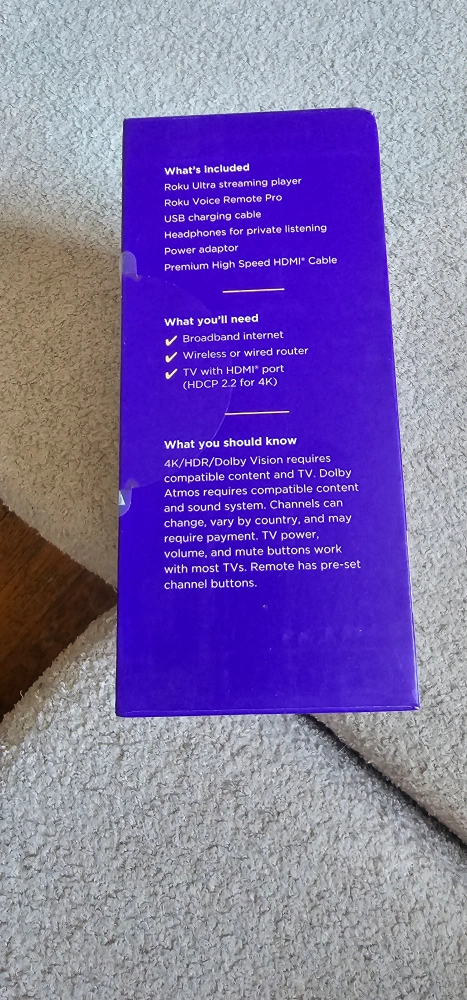 What's included
Roku Ultra streaming player
Roku Voice Remote Pro
USB charging cable
Headphones for private listening
Power adaptor
Premium High Speed HDMI® Cable
What you'll need
Broadband internet
Wireless or wired router
TV with HDMI® port
(HDCP 2.2 for 4K)
What you should know
4K/HDR/Dolby Vision requires
compatible content and TV. Dolby
Atmos requires compatible content
and sound system. Channels can
change, vary by country, and may
require payment. TV power,
volume, and mute buttons work
with most TVs. Remote has pre-set
channel buttons.